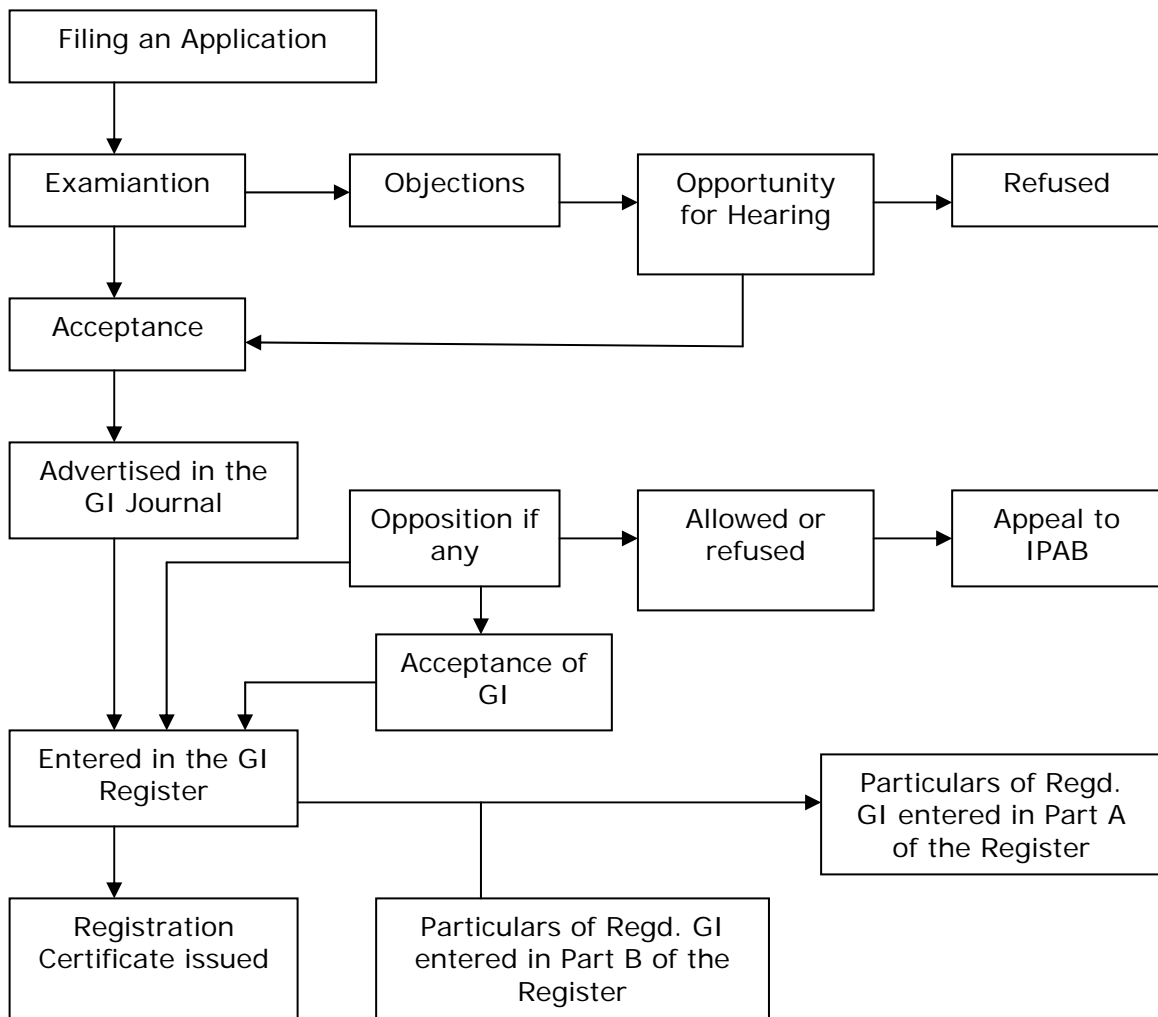 Filing an Application
Examiantion
Objections
Opportunity
for Hearing
Refused
Acceptance
Advertised in the
GI Journal
Opposition if
any
Allowed or
refused
Appeal to
IPAB
Acceptance of
GI
Entered in the GI
Register
Particulars of Regd.
GI entered in Part A
of the Register
Registration
Certificate issued
Particulars of Regd. GI
entered in Part B of the
Register